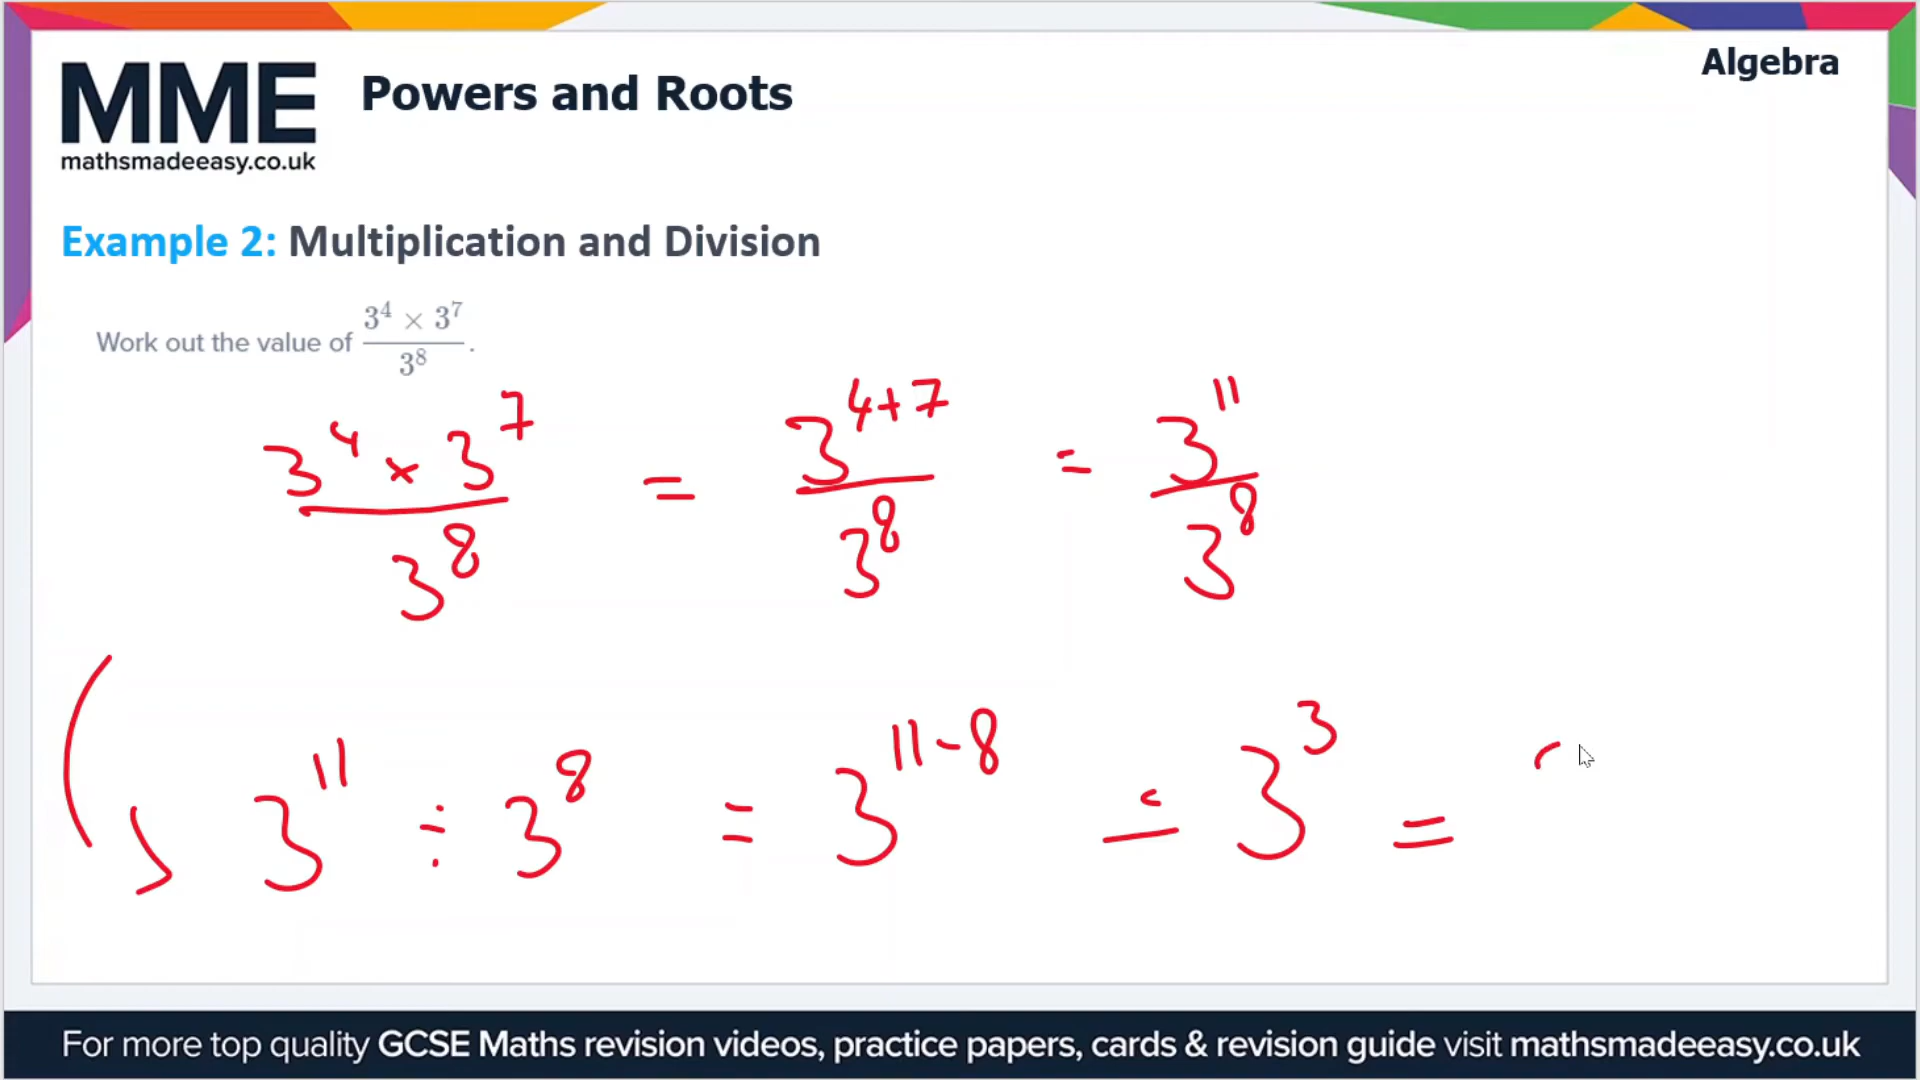 Algebra
MME
Powers and Roots
mathsmadeeasy.co.uk
Example 2: Multiplication and Division
Work out the value of (3⁴ × 3⁷)/3⁸.
(3⁴ × 3⁷)/3⁸ = 3⁴⁺⁷/3⁸ = 3¹¹/3⁸
3¹¹ ÷ 3⁸ = 3¹¹⁻⁸ = 3³ =
For more top quality GCSE Maths revision videos, practice papers, cards & revision guide visit mathsmadeeasy.co.uk